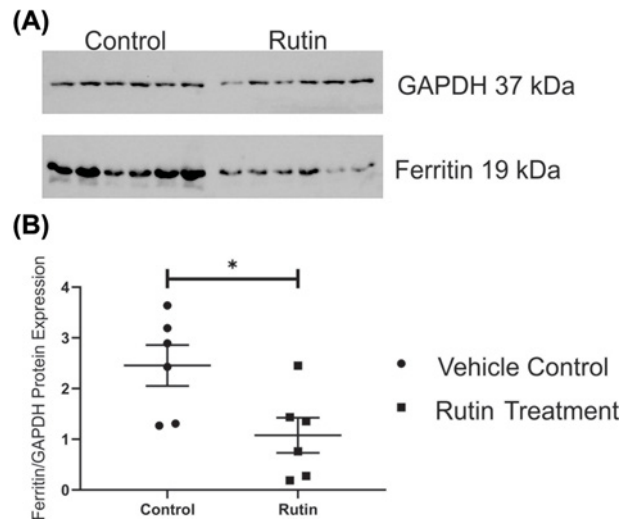 (A)
Control Rutin
GAPDH 37 kDa
Ferritin 19 kDa
(B)
Ferritin/GAPDH Protein Expression
4
3
2
1
0
*
Control Rutin
Vehicle Control
Rutin Treatment